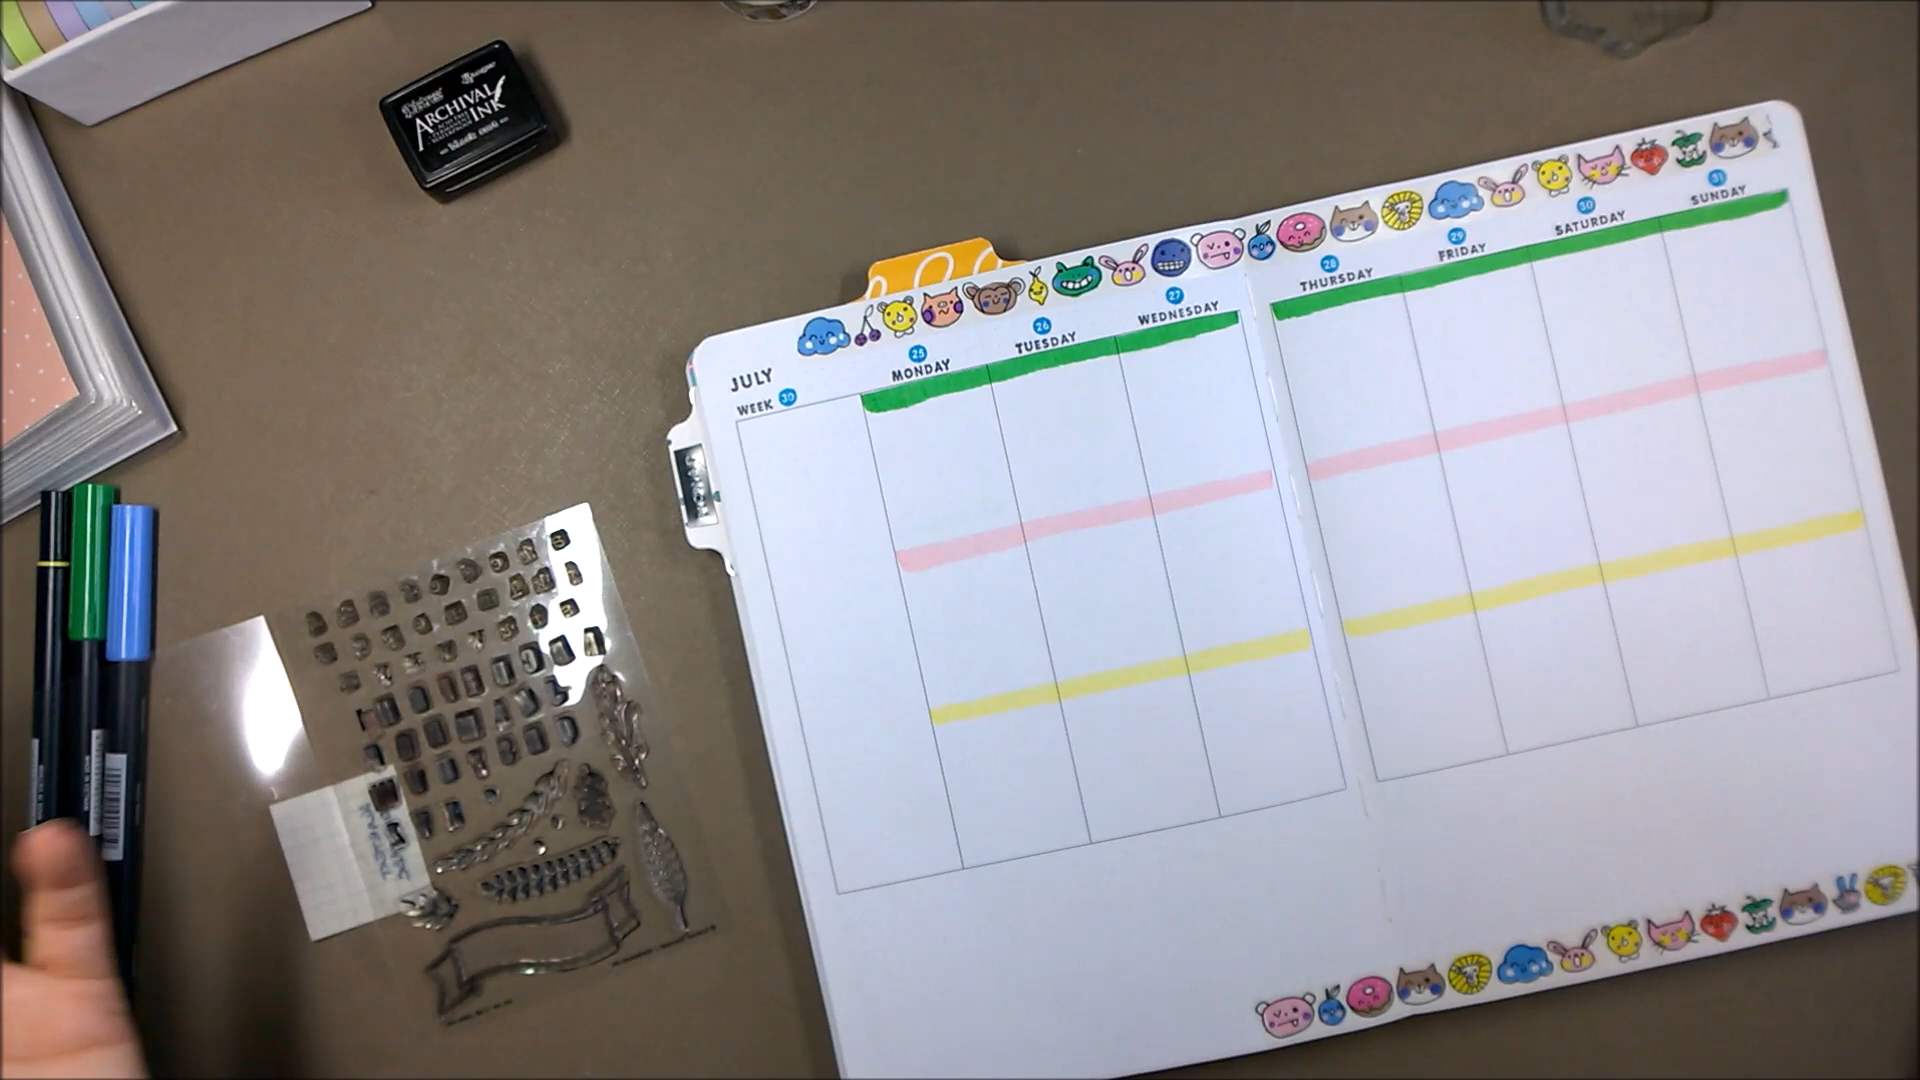 ARCHIVAL
INK
JULY
WEEK 30
25
MONDAY
26
TUESDAY
27
WEDNESDAY
28
THURSDAY
29
FRIDAY
30
SATURDAY
31
SUNDAY